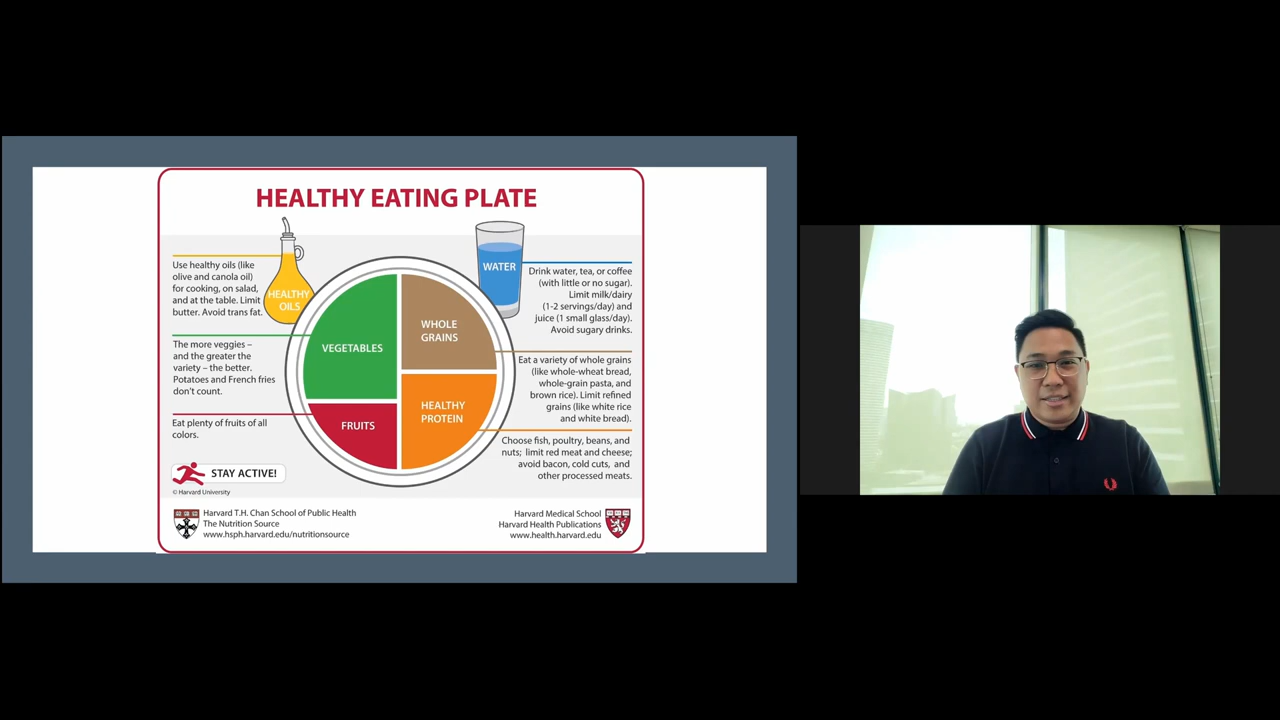 HEALTHY EATING PLATE
Use healthy oils (like
olive and canola oil)
for cooking, on salad,
and at the table. Limit
butter. Avoid trans fat.
HEALTHY
OILS
The more veggies –
and the greater the
variety – the better.
Potatoes and French fries
don't count.
Eat plenty of fruits of all
colors.
VEGETABLES
FRUITS
WHOLE
GRAINS
HEALTHY
PROTEIN
WATER
Drink water, tea, or coffee
(with little or no sugar).
Limit milk/dairy
(1-2 servings/day) and
juice (1 small glass/day).
Avoid sugary drinks.
Eat a variety of whole grains
(like whole-wheat bread,
whole-grain pasta, and
brown rice). Limit refined
grains (like white rice
and white bread).
Choose fish, poultry, beans, and
nuts; limit red meat and cheese;
avoid bacon, cold cuts, and
other processed meats.
STAY ACTIVE!
© Harvard University
Harvard T.H. Chan School of Public Health
The Nutrition Source
www.hsph.harvard.edu/nutritionsource
Harvard Medical School
Harvard Health Publications
www.health.harvard.edu